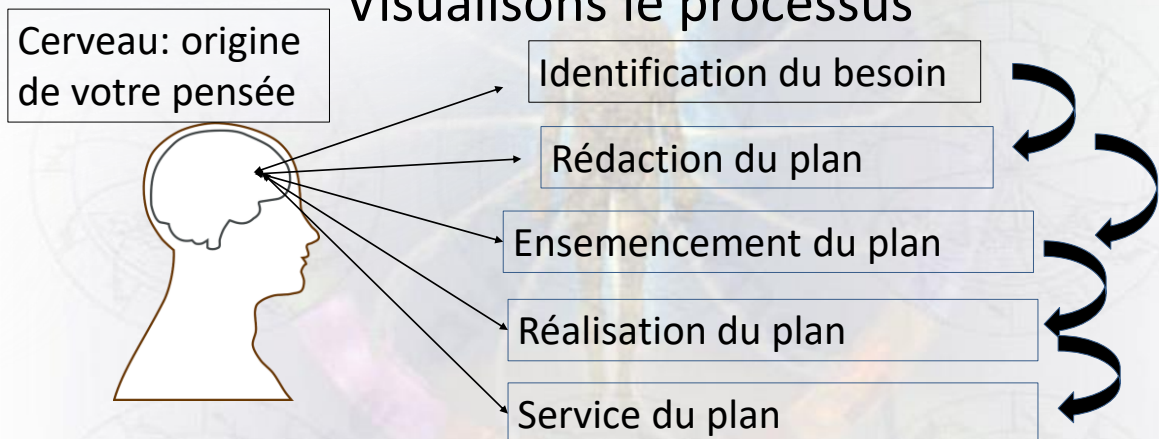 Visualisons le processus
Cerveau: origine
de votre pensée
Identification du besoin
Rédaction du plan
Ensemencement du plan
Réalisation du plan
Service du plan